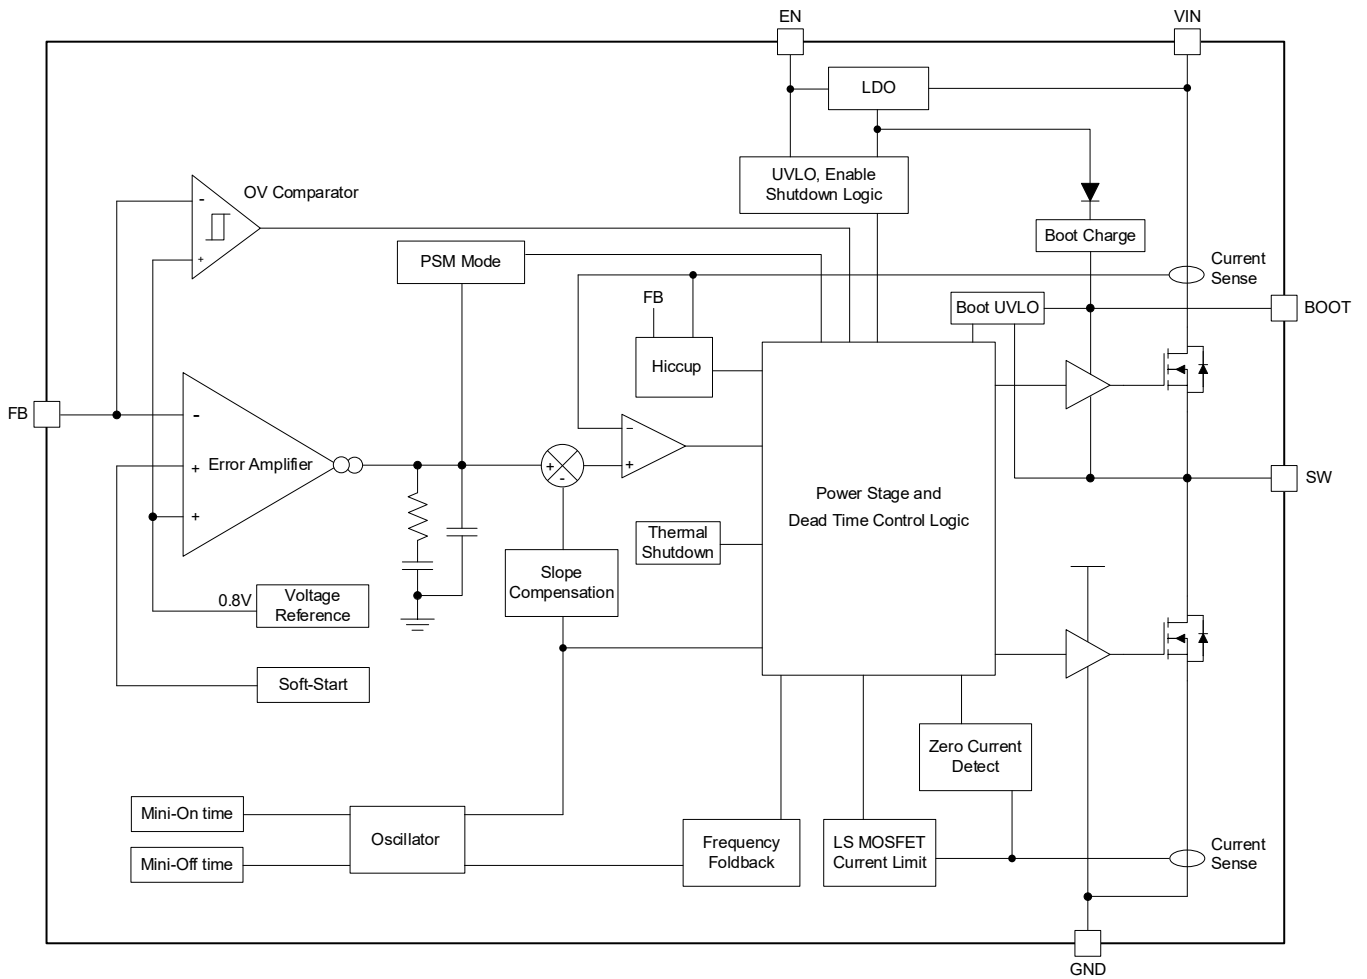 EN
VIN
LDO
UVLO, Enable
Shutdown Logic
OV Comparator
-
+
Boot Charge
PSM Mode
Current
Sense
FB
Boot UVLO
BOOT
Hiccup
FB
-
+
+
Error Amplifier
+
-
−
+
SW
Power Stage and
Dead Time Control Logic
Thermal
Shutdown
Slope
Compensation
0.8V
Voltage
Reference
Soft-Start
Zero Current
Detect
Mini-On time
Mini-Off time
Oscillator
Frequency
Foldback
LS MOSFET
Current Limit
Current
Sense
GND